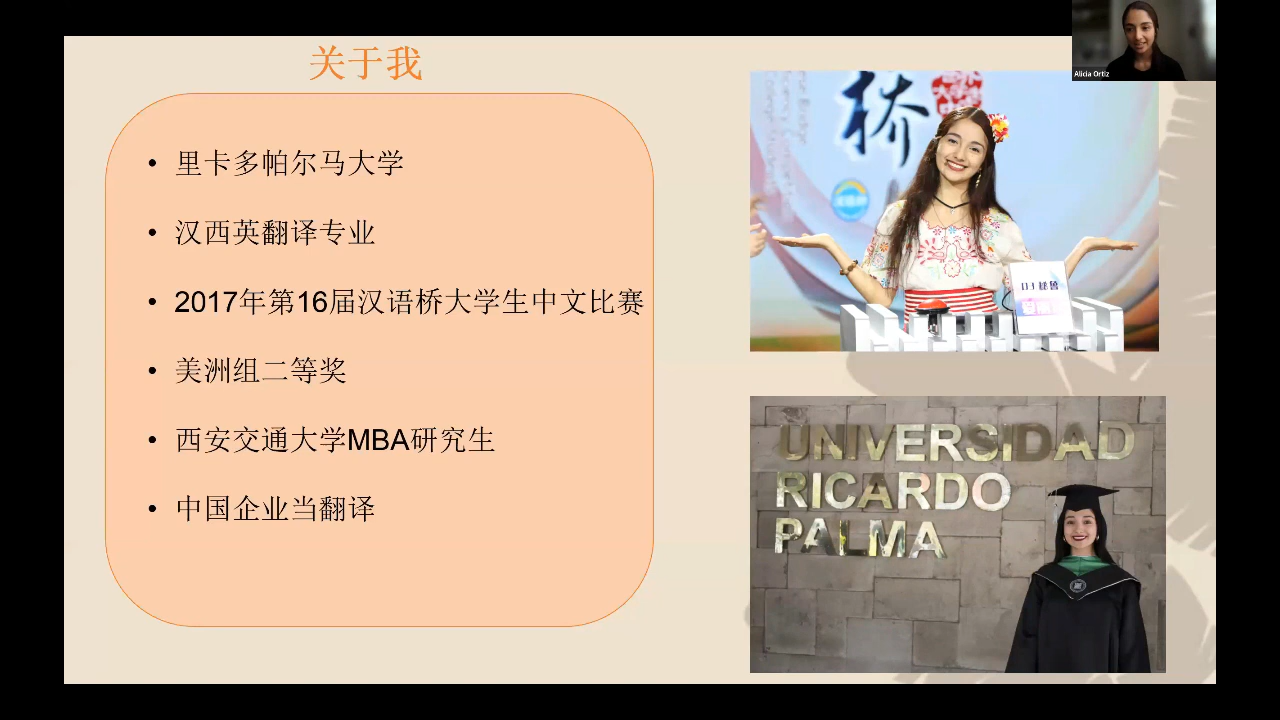 关于我
Alicia Ortiz
里卡多帕尔马大学
汉西英翻译专业
2017年第16届汉语桥大学生中文比赛
美洲组二等奖
西安交通大学MBA研究生
中国企业当翻译
桥
UNIVERSIDAD
RICARDO
PALMA